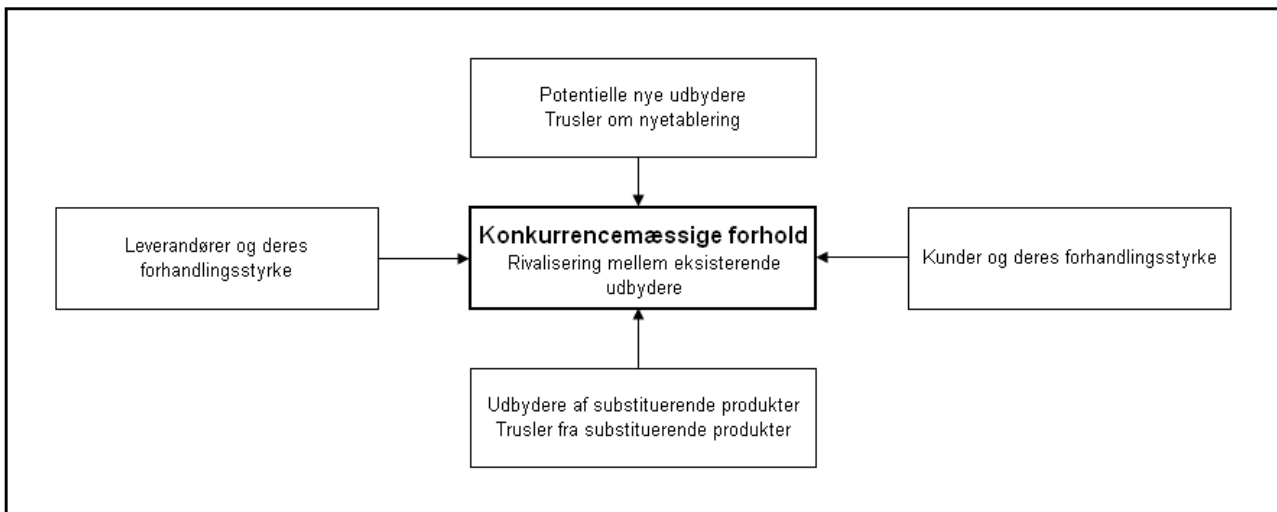 Potentielle nye udbydere
Trusler om nyetablering
Leverandører og deres
forhandlingsstyrke
Konkurrencemæssige forhold
Rivalisering mellem eksisterende
udbydere
Kunder og deres forhandlingsstyrke
Udbydere af substituerende produkter
Trusler fra substituerende produkter